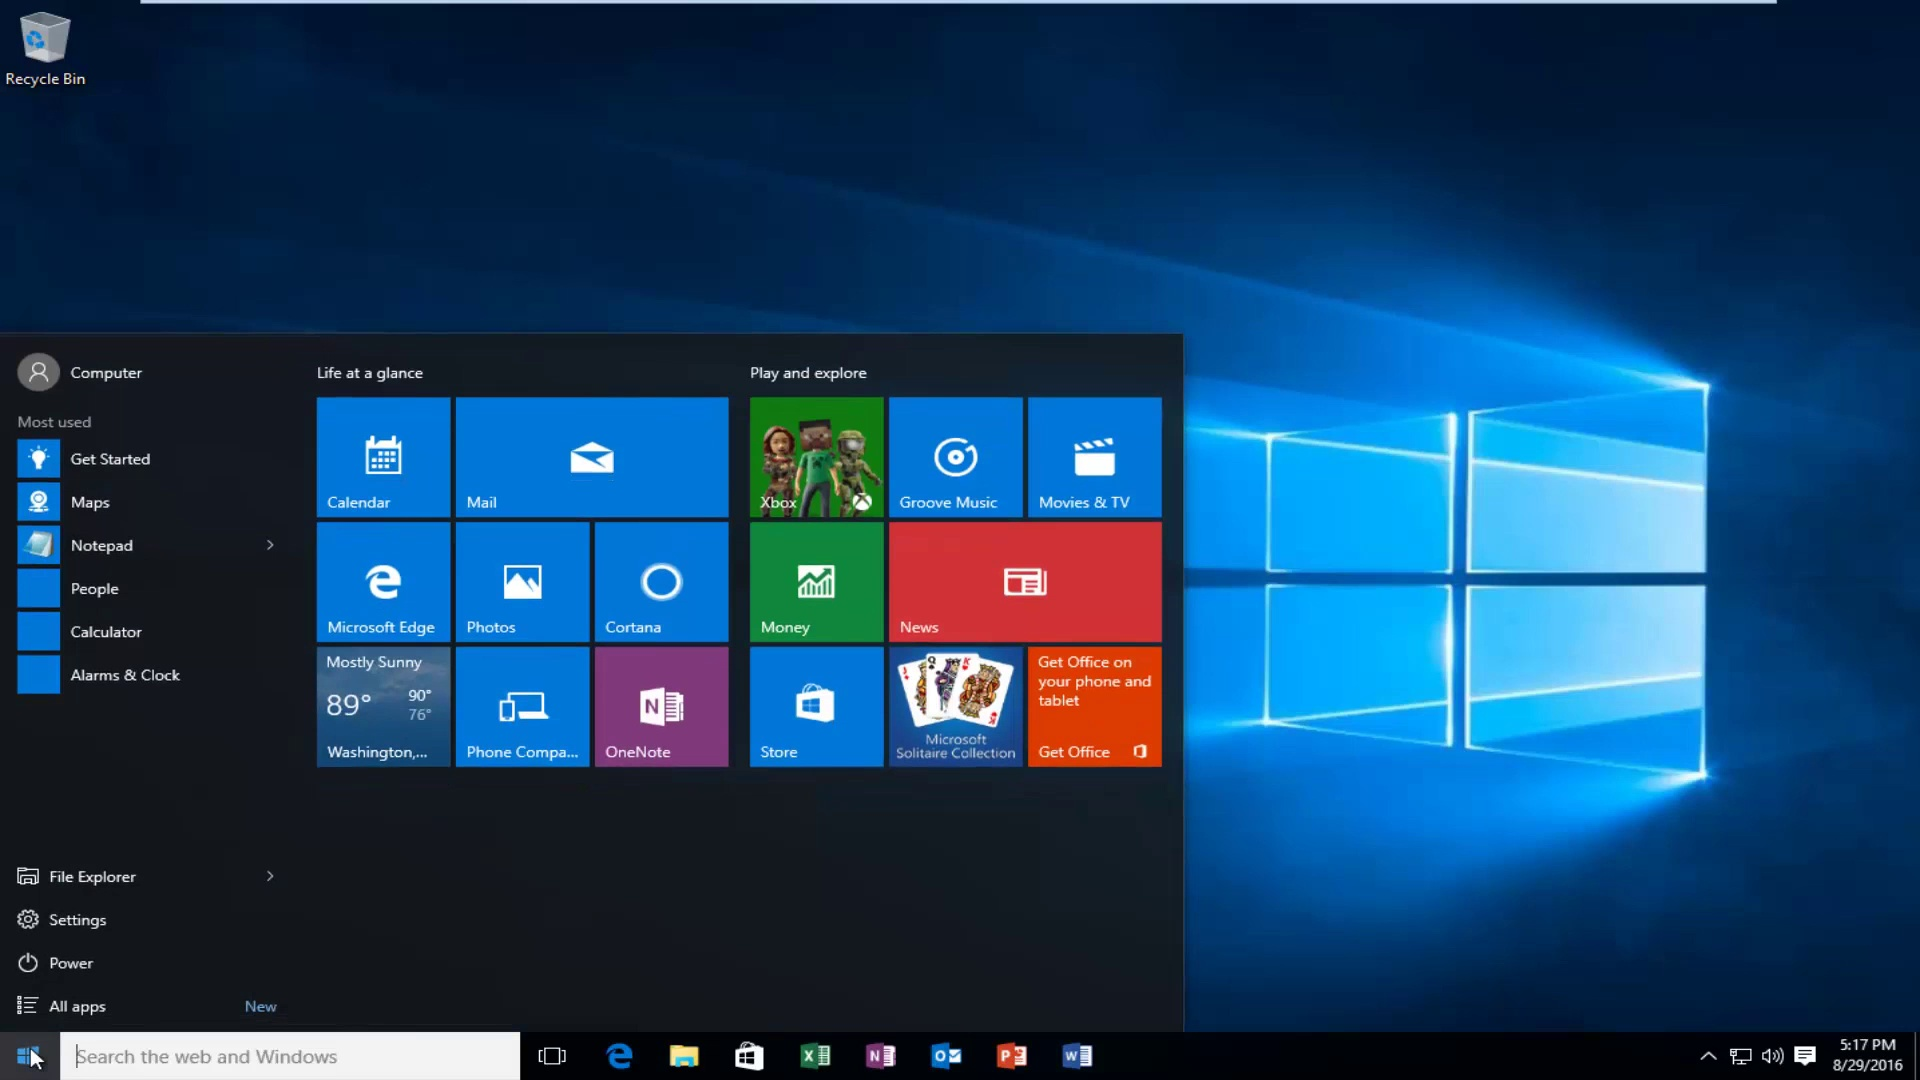 Recycle Bin
Computer
Most used
Get Started
Maps
Notepad
People
Calculator
Alarms & Clock
File Explorer
Settings
Power
All apps New
Life at a glance
Calendar
Mail
Microsoft Edge
Photos
Cortana
Mostly Sunny
89° 90°
76°
Washington,...
Phone Compa...
OneNote
Play and explore
Xbox
Groove Music
Movies & TV
Money
News
Store
Microsoft
Solitaire Collection
Get Office on
your phone and
tablet
Get Office
Search the web and Windows
5:17 PM
8/29/2016